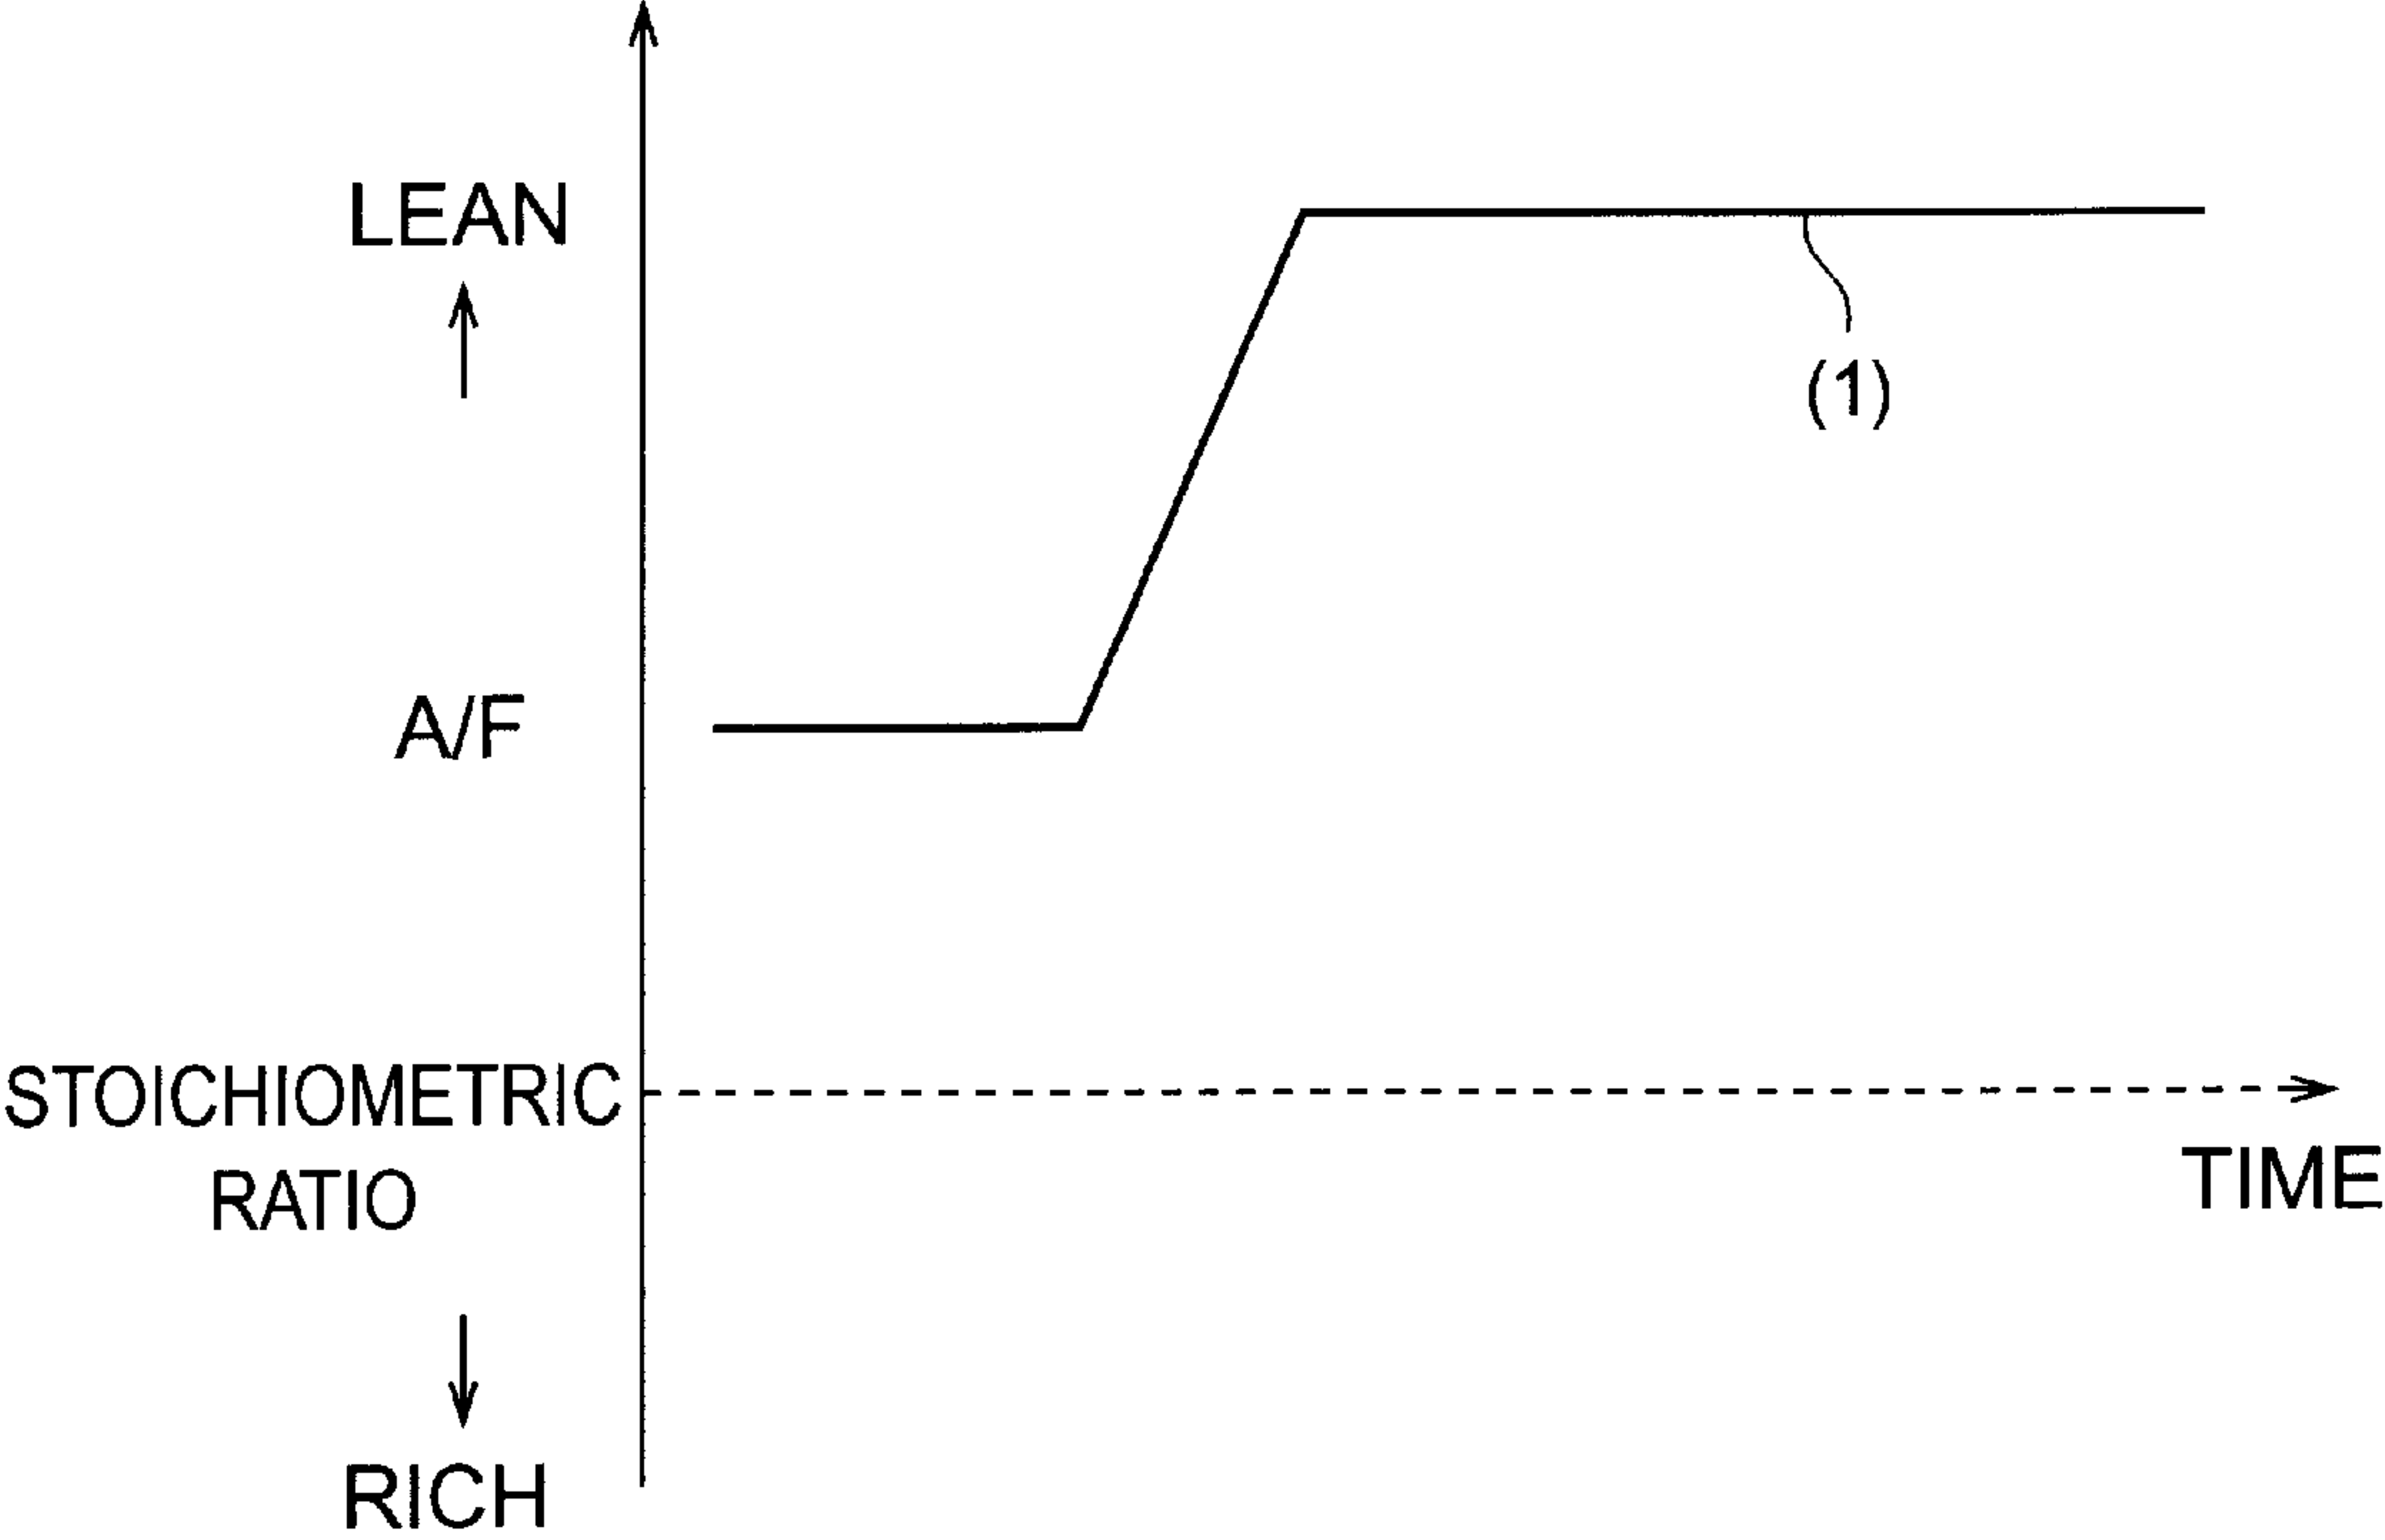 LEAN
(1)
A/F
STOICHIOMETRIC
RATIO
TIME
RICH